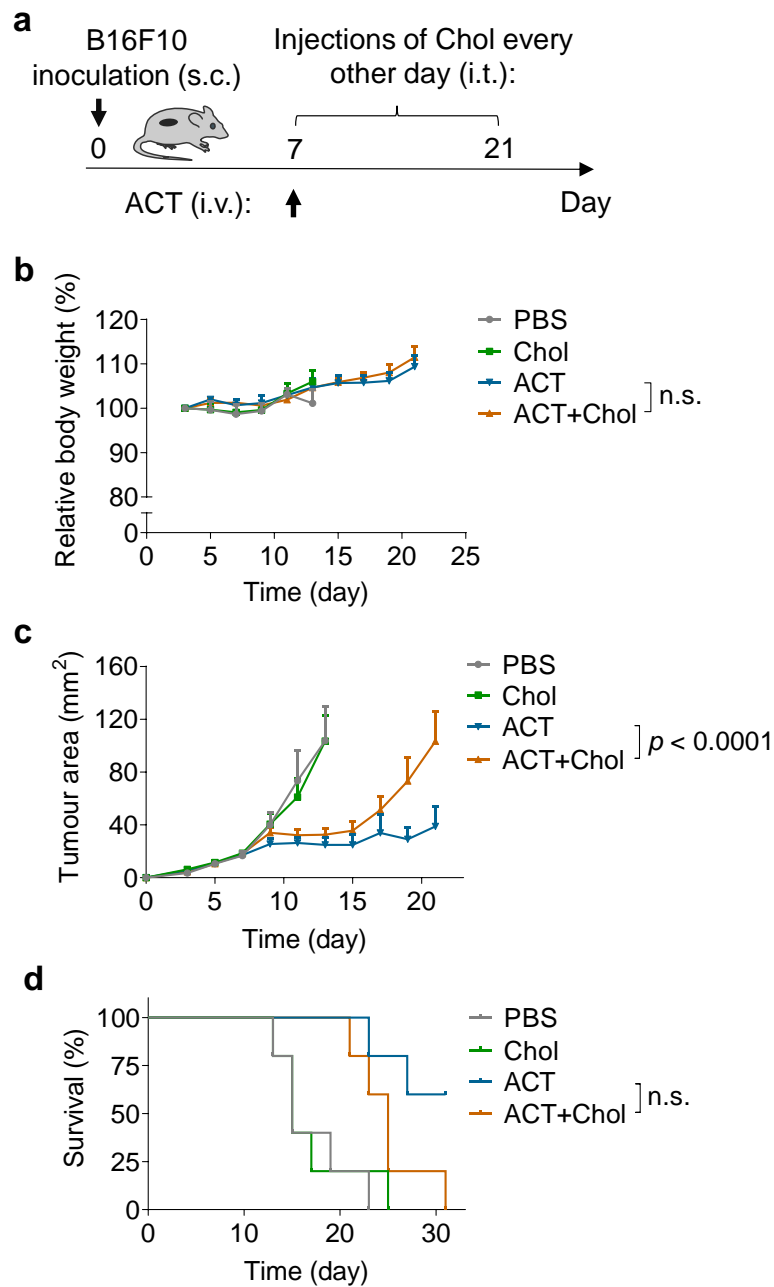 a
B16F10
inoculation (s.c.)
Injections of Chol every
other day (i.t.):
0
7
21
ACT (i.v.):
Day
b
Relative body weight (%)
120
110
100
90
80
0
0
5
10
15
20
25
Time (day)
PBS
Chol
ACT
ACT+Chol
n.s.
c
Tumour area (mm²)
160
120
80
40
0
0
5
10
15
20
Time (day)
PBS
Chol
ACT
ACT+Chol
p < 0.0001
d
Survival (%)
100
75
50
25
0
0
10
20
30
Time (day)
PBS
Chol
ACT
ACT+Chol
n.s.